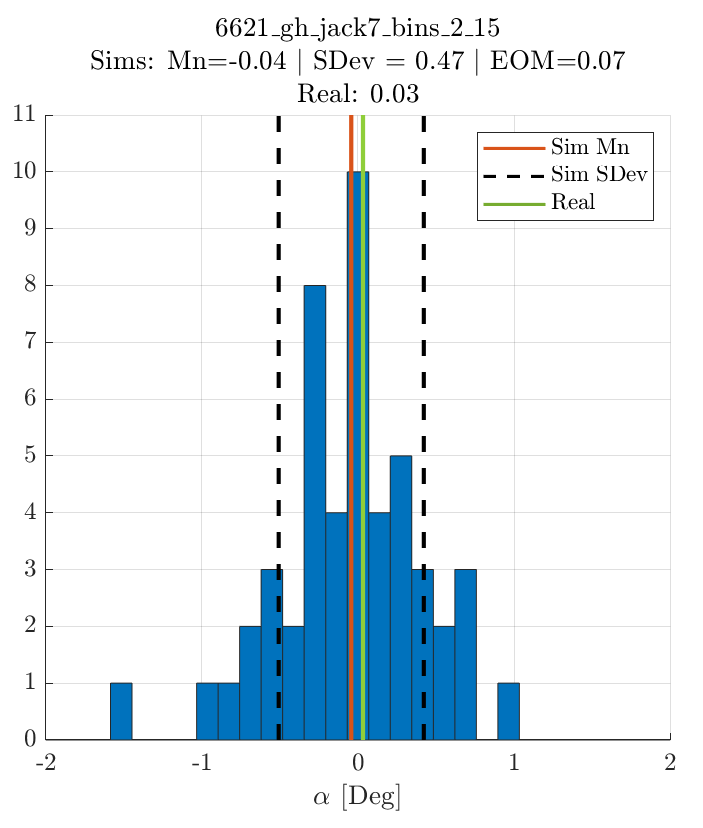 6621_gh_jack7_bins_2_15
Sims: Mn=-0.04 | SDev = 0.47 | EOM=0.07
Real: 0.03
11
10
9
8
7
6
5
4
3
2
1
0
Sim Mn
Sim SDev
Real
-2
-1
0
1
2
α [Deg]